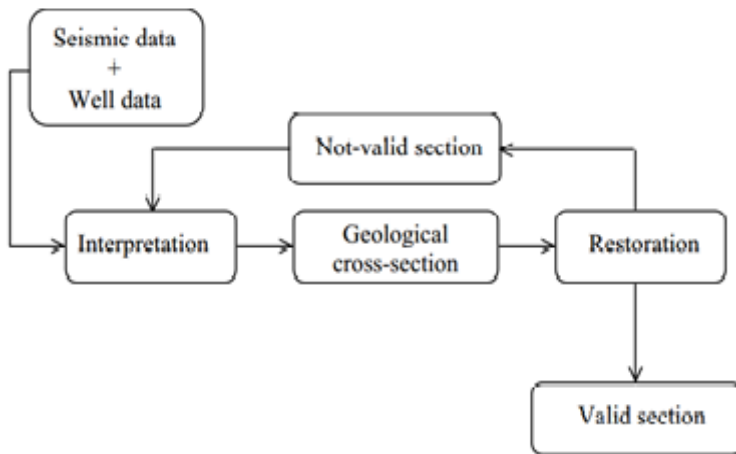 Seismic data
+
Well data
Not-valid section
Interpretation
Geological
cross-section
Restoration
Valid section